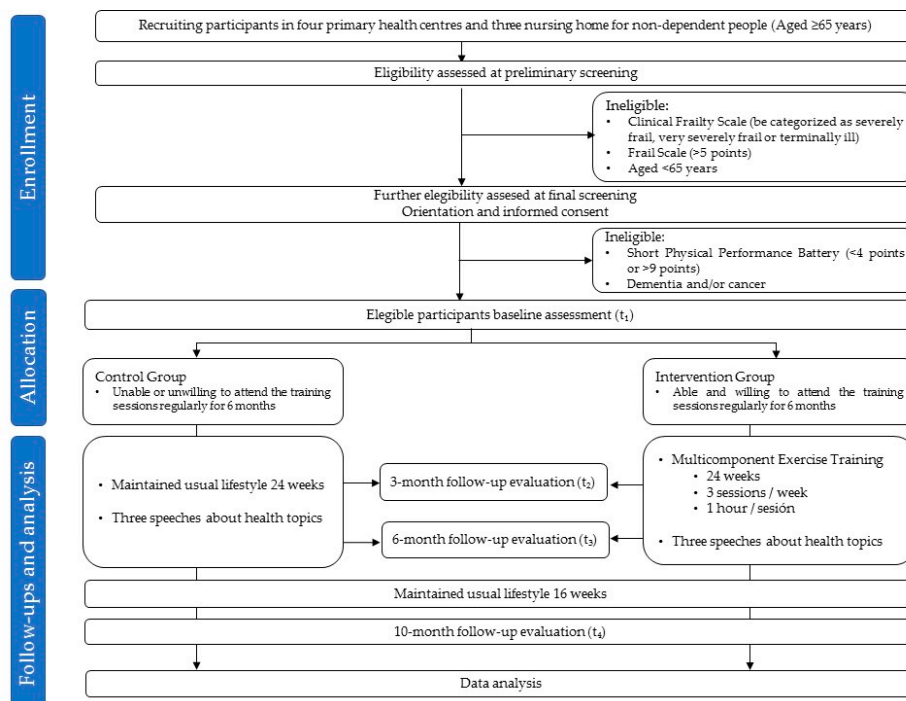 Enrollment
Recruiting participants in four primary health centres and three nursing home for non-dependent people (Aged ≥65 years)
Eligibility assessed at preliminary screening
Ineligible:
• Clinical Frailty Scale (be categorized as severely
frail, very severely frail or terminally ill)
• Frail Scale (>5 points)
• Aged <65 years
Further elegibility assesed at final screening
Orientation and informed consent
Ineligible:
• Short Physical Performance Battery (<4 points
or >9 points)
• Dementia and/or cancer
Allocation
Elegible participants baseline assessment (t₁)
Control Group
• Unable or unwilling to attend the training
sessions regularly for 6 months
Intervention Group
• Able and willing to attend the training
sessions regularly for 6 months
Follow-ups and analysis
• Maintained usual lifestyle 24 weeks
• Three speeches about health topics
3-month follow-up evaluation (t₂)
6-month follow-up evaluation (t₃)
• Multicomponent Exercise Training
• 24 weeks
• 3 sessions / week
• 1 hour / sesión
• Three speeches about health topics
Maintained usual lifestyle 16 weeks
10-month follow-up evaluation (t₄)
Data analysis